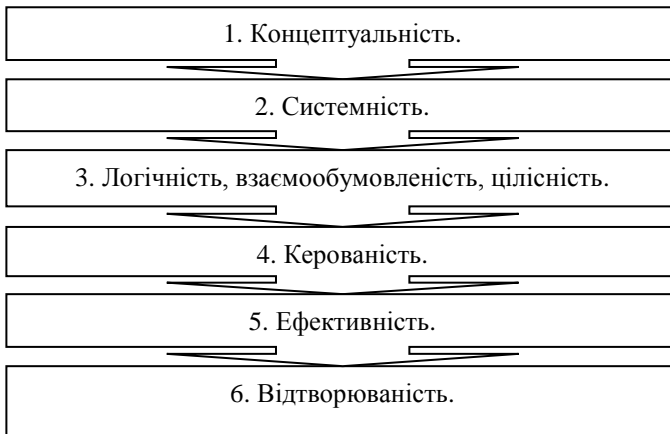 1. Концептуальність.
2. Системність.
3. Логічність, взаємообумовленість, цілісність.
4. Керованість.
5. Ефективність.
6. Відтворюваність.